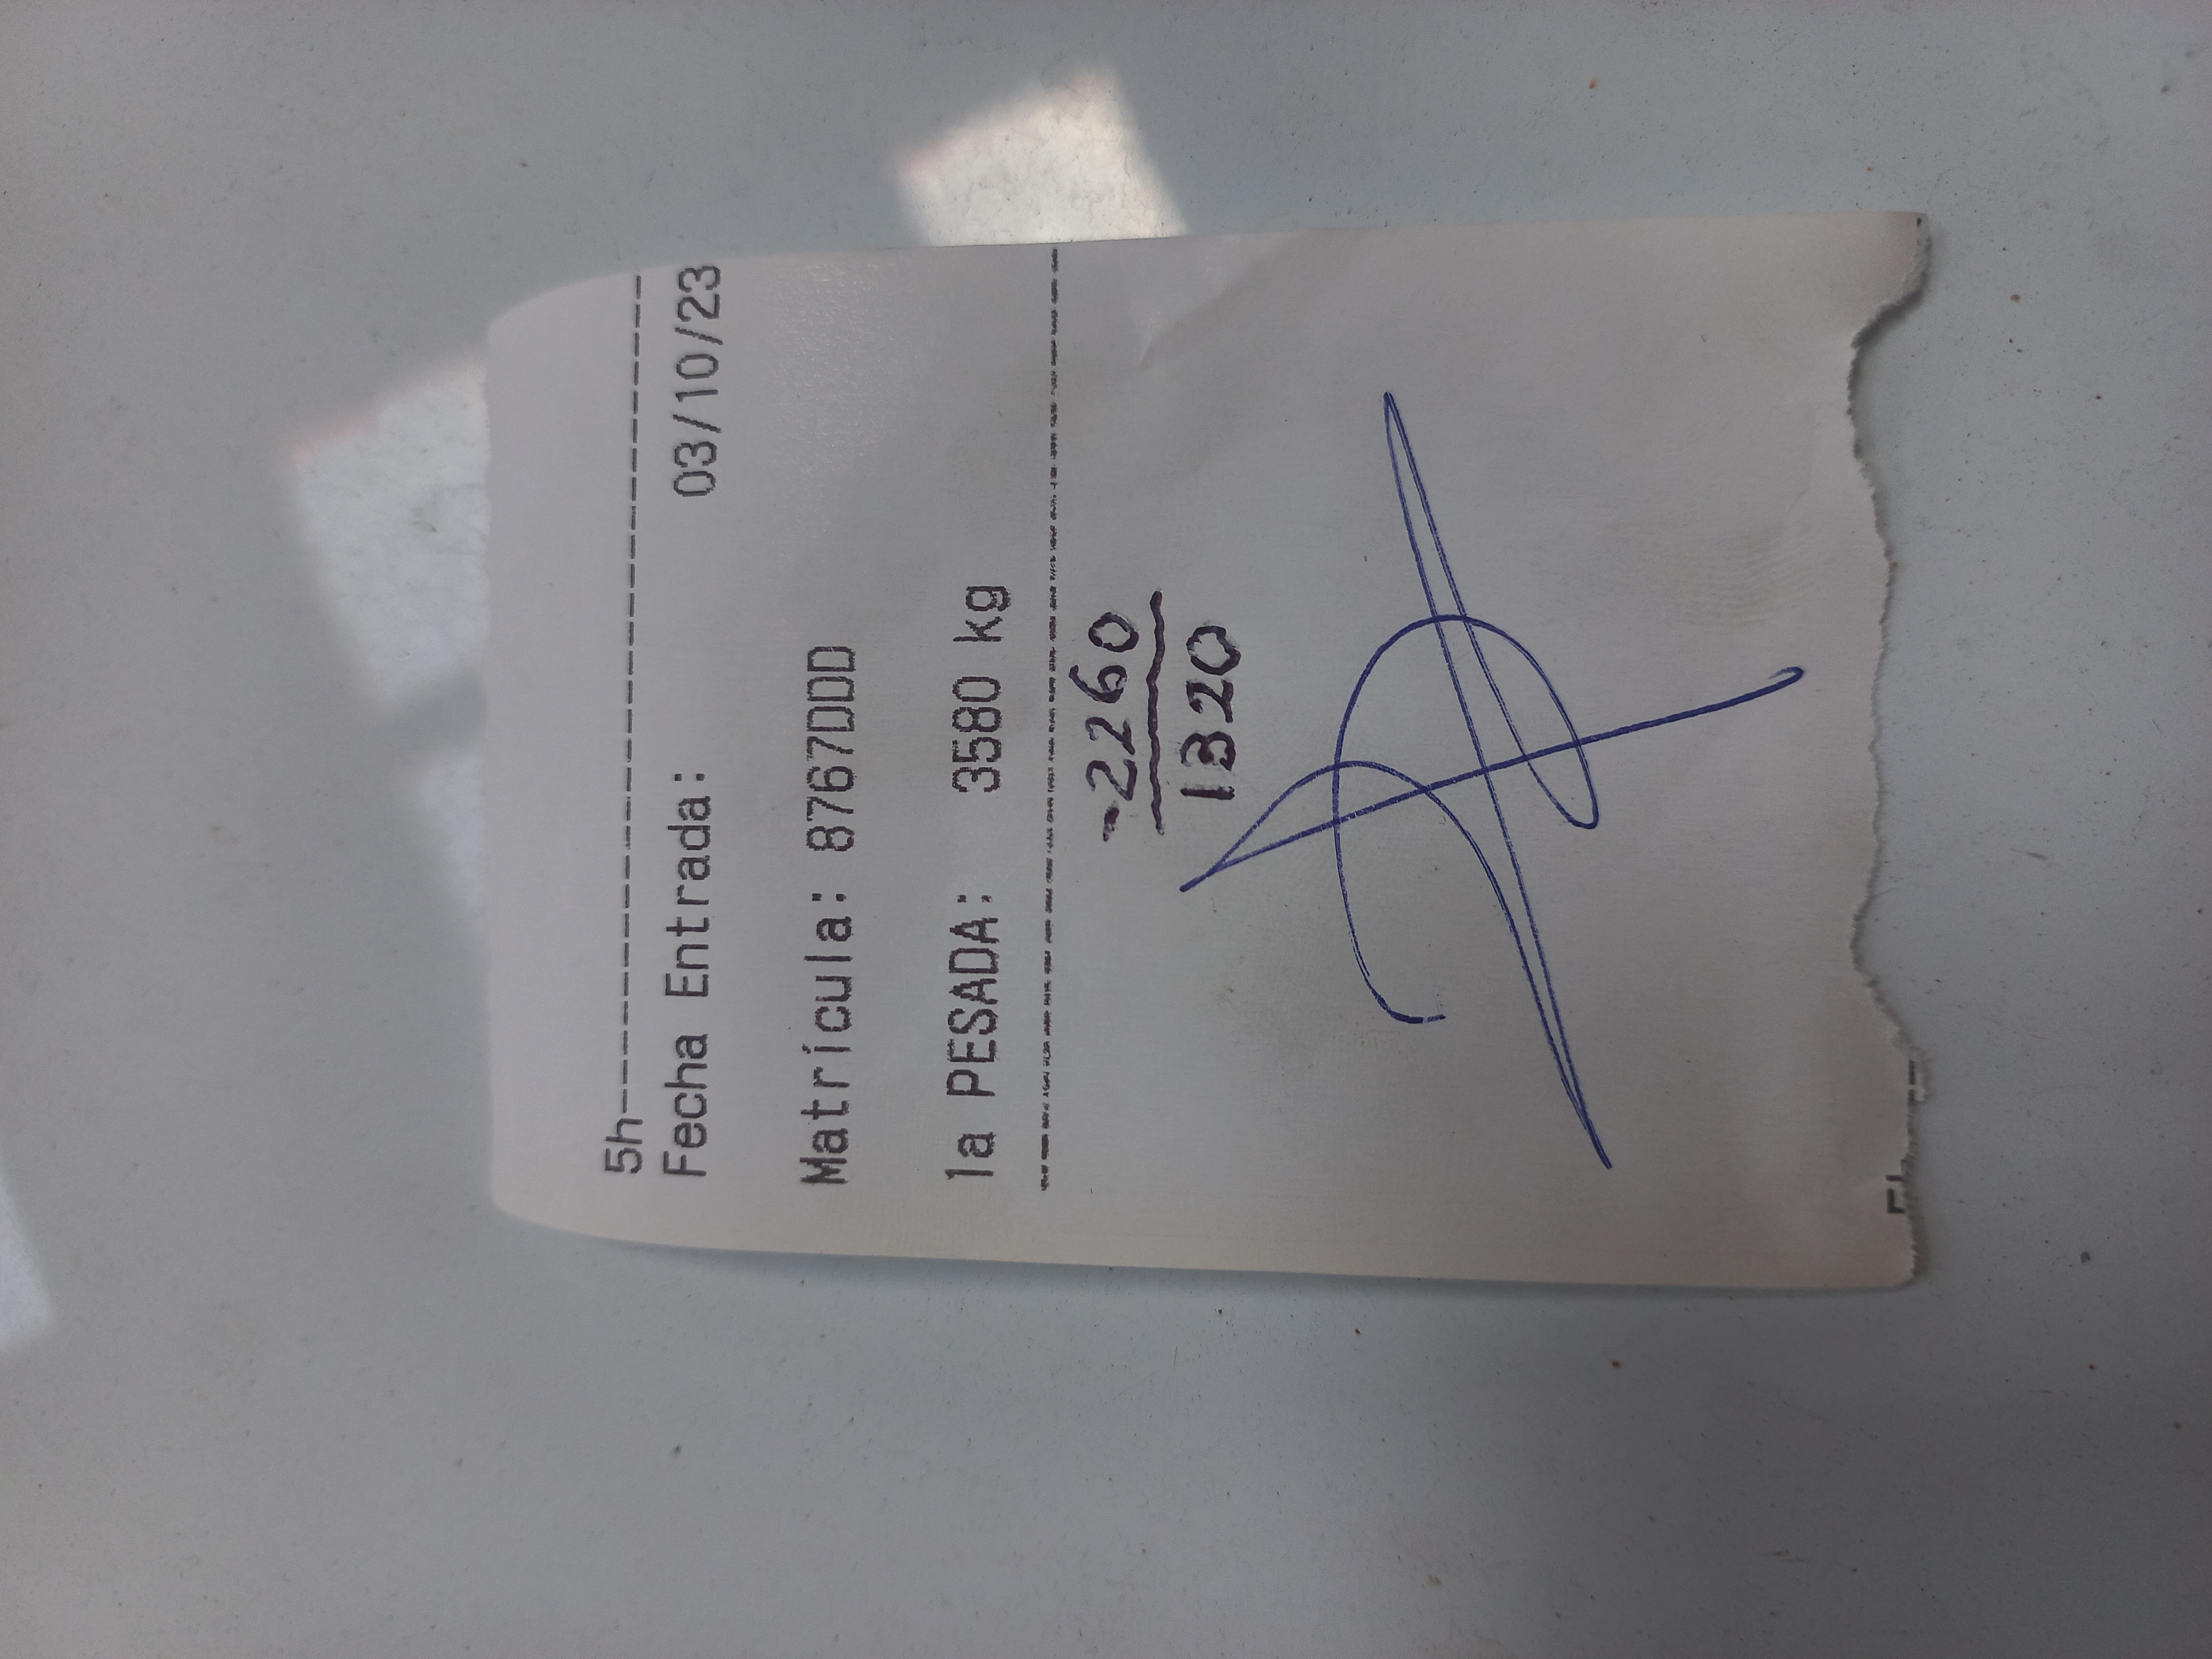 5h--------------------------------
Fecha Entrada: 03/10/23
Matrícula: 8767DDD
1a PESADA: 3580 kg
-2260
1320